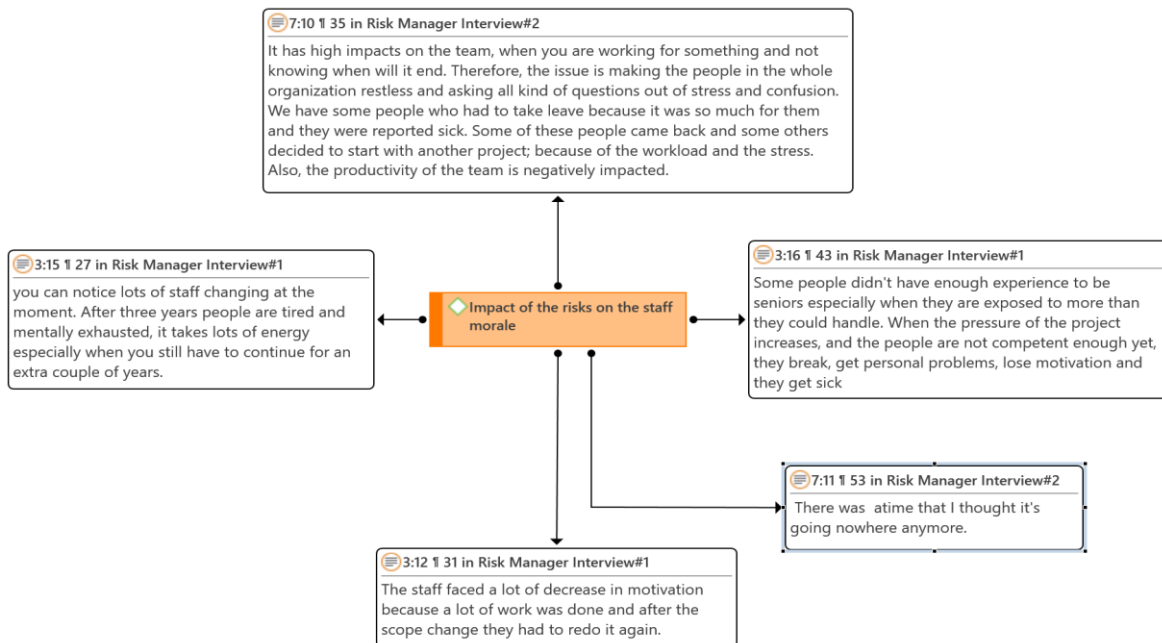 7:10 ¶ 35 in Risk Manager Interview#2
It has high impacts on the team, when you are working for something and not
knowing when will it end. Therefore, the issue is making the people in the whole
organization restless and asking all kind of questions out of stress and confusion.
We have some people who had to take leave because it was so much for them
and they were reported sick. Some of these people came back and some others
decided to start with another project; because of the workload and the stress.
Also, the productivity of the team is negatively impacted.
3:15 ¶ 27 in Risk Manager Interview#1
you can notice lots of staff changing at the
moment. After three years people are tired and
mentally exhausted, it takes lots of energy
especially when you still have to continue for an
extra couple of years.
Impact of the risks on the staff
morale
3:16 ¶ 43 in Risk Manager Interview#1
Some people didn't have enough experience to be
seniors especially when they are exposed to more than
they could handle. When the pressure of the project
increases, and the people are not competent enough yet,
they break, get personal problems, lose motivation and
they get sick
7:11 ¶ 53 in Risk Manager Interview#2
There was  atime that I thought it's
going nowhere anymore.
3:12 ¶ 31 in Risk Manager Interview#1
The staff faced a lot of decrease in motivation
because a lot of work was done and after the
scope change they had to redo it again.